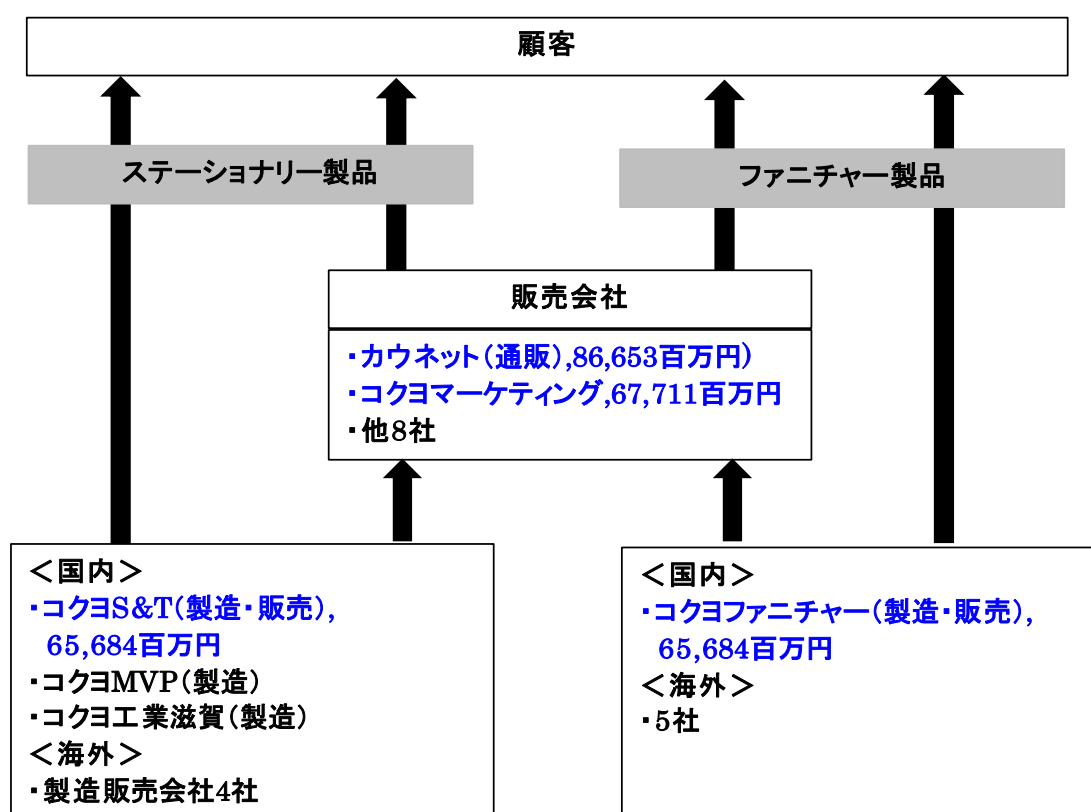 顧客
ステーショナリー製品
ファニチャー製品
販売会社
・カウネット(通販),86,653百万円)
・コクヨマーケティング,67,711百万円
・他8社
<国内>
・コクヨS&T(製造・販売),
65,684百万円
・コクヨMVP(製造)
・コクヨ工業滋賀(製造)
<海外>
・製造販売会社4社
<国内>
・コクヨファニチャー(製造・販売),
65,684百万円
<海外>
・5社